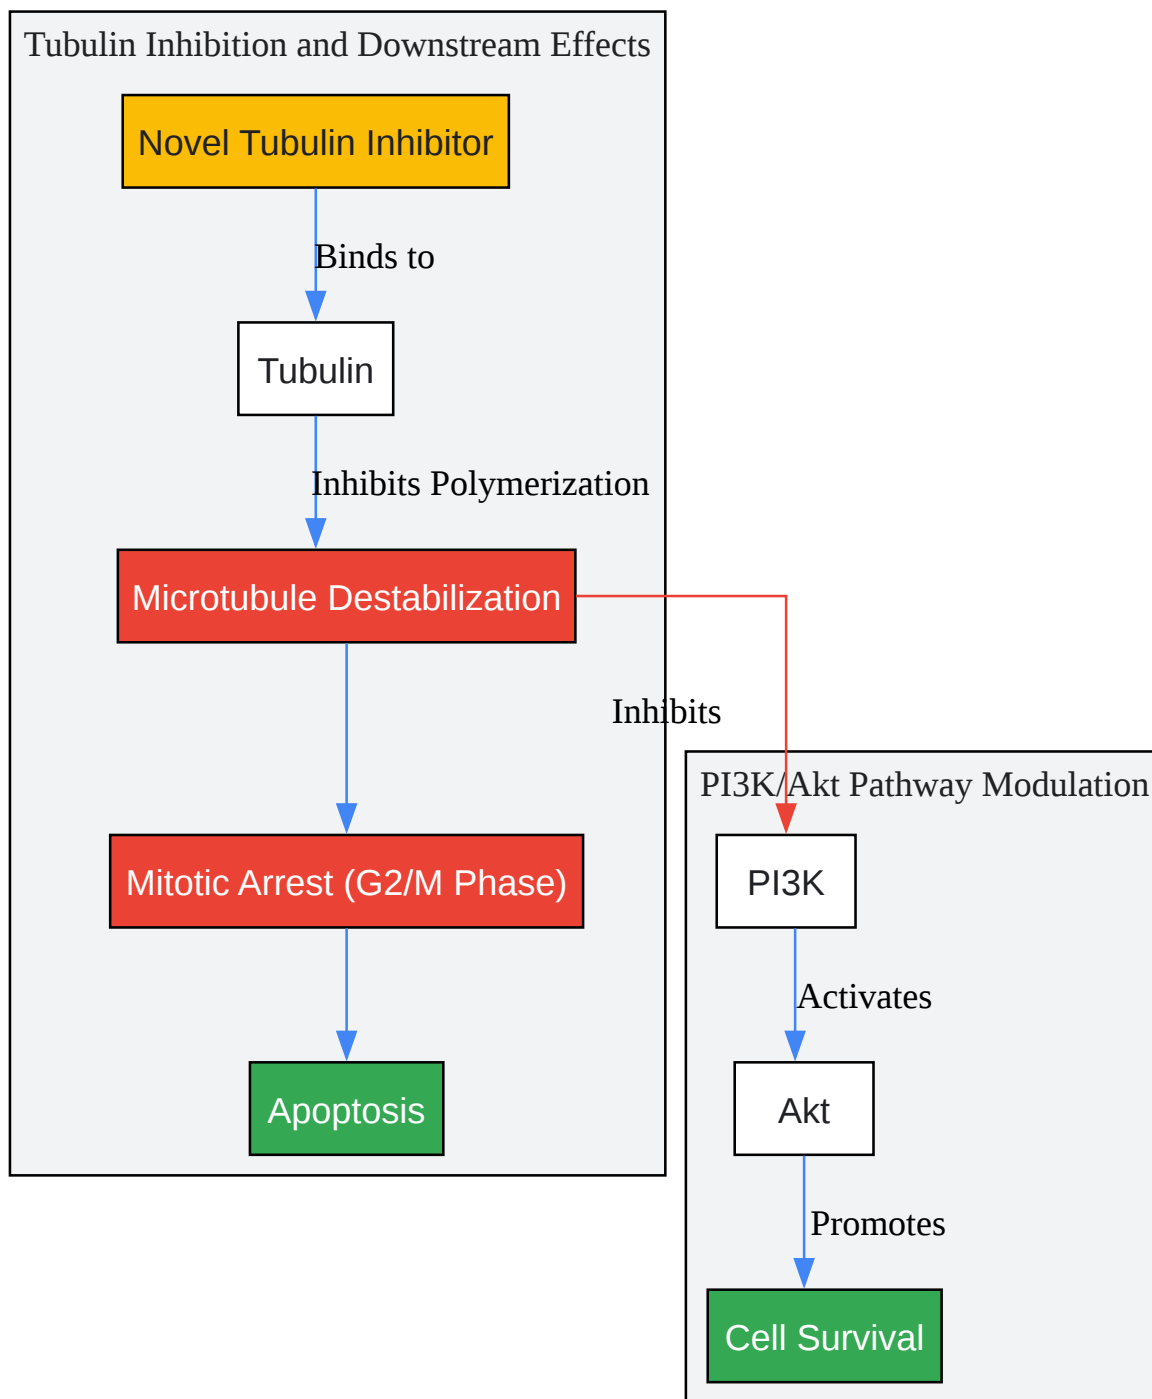 Tubulin Inhibition and Downstream Effects
Novel Tubulin Inhibitor
Binds to
Tubulin
Inhibits Polymerization
Microtubule Destabilization
Inhibits
PI3K/Akt Pathway Modulation
Mitotic Arrest (G2/M Phase)
PI3K
Activates
Apoptosis
Akt
Promotes
Cell Survival